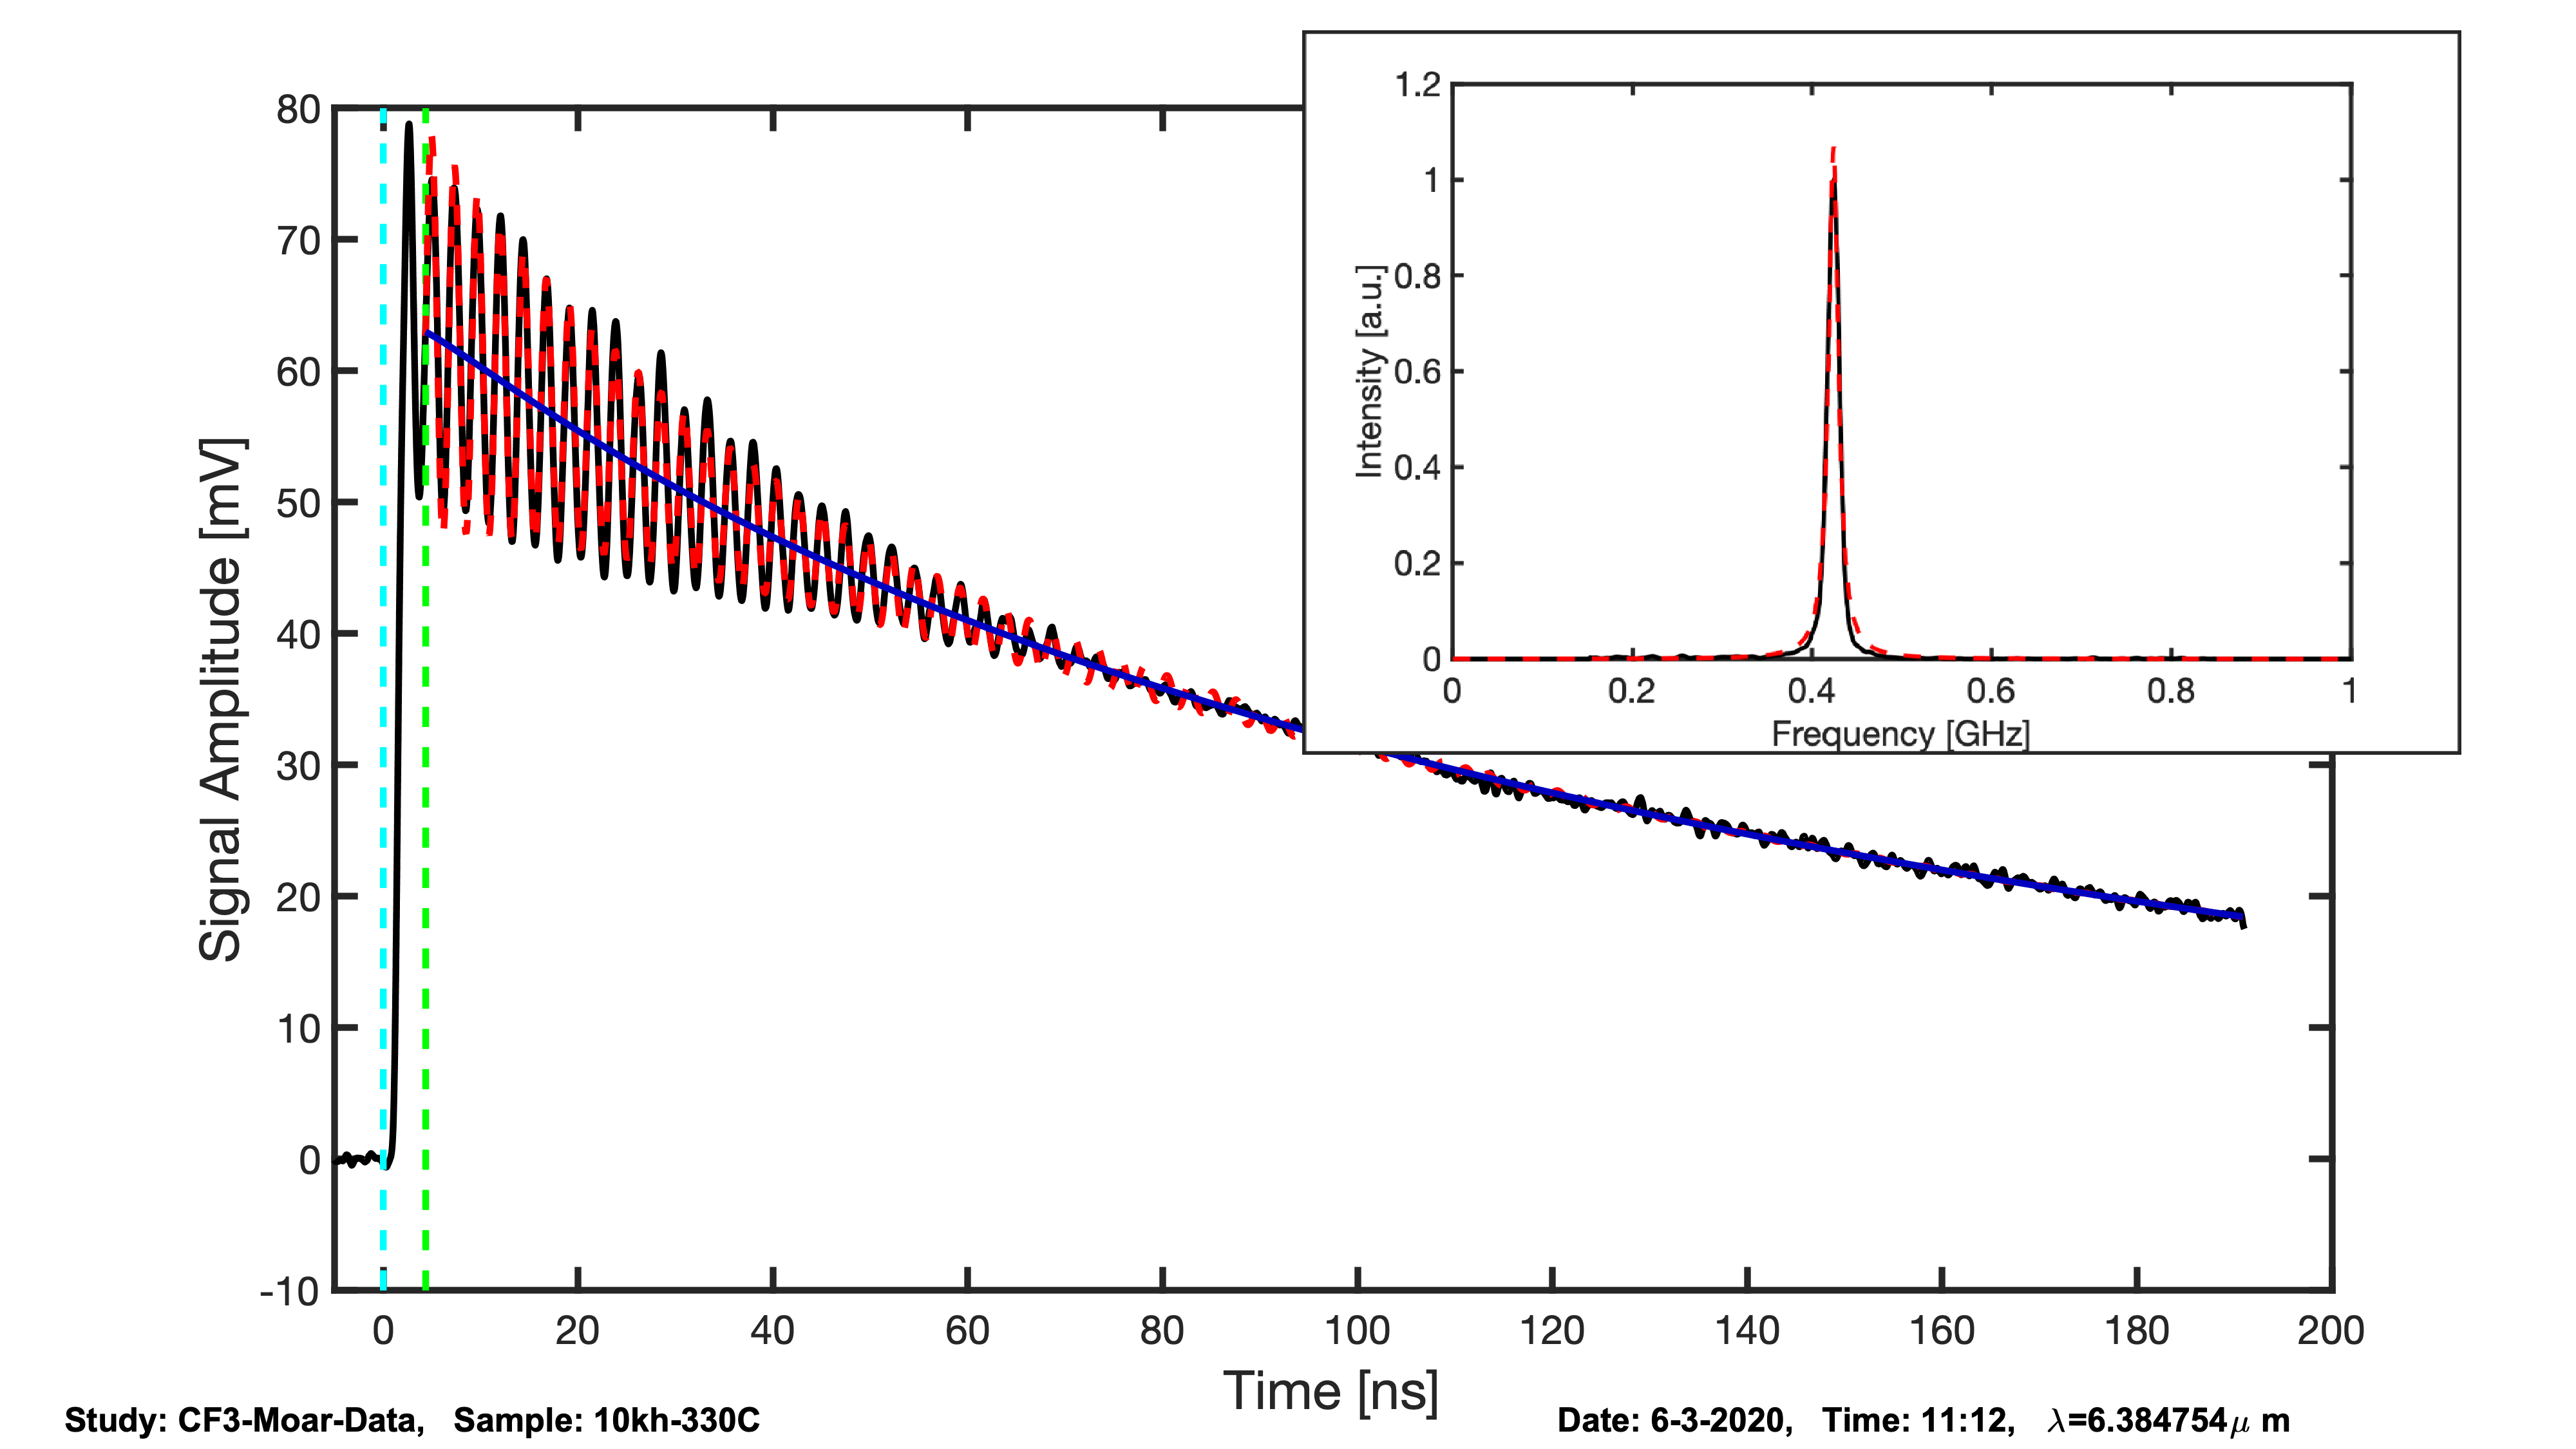 1.2
1
0.8
0.6
0.4
0.2
0
Intensity [a.u.]
0 0.2 0.4 0.6 0.8 1
Frequency [GHz]
80
70
60
50
40
30
20
10
0
-10
Signal Amplitude [mV]
0 20 40 60 80 100 120 140 160 180 200
Time [ns]
Study: CF3-Moar-Data, Sample: 10kh-330C
Date: 6-3-2020, Time: 11:12, λ=6.384754μ m